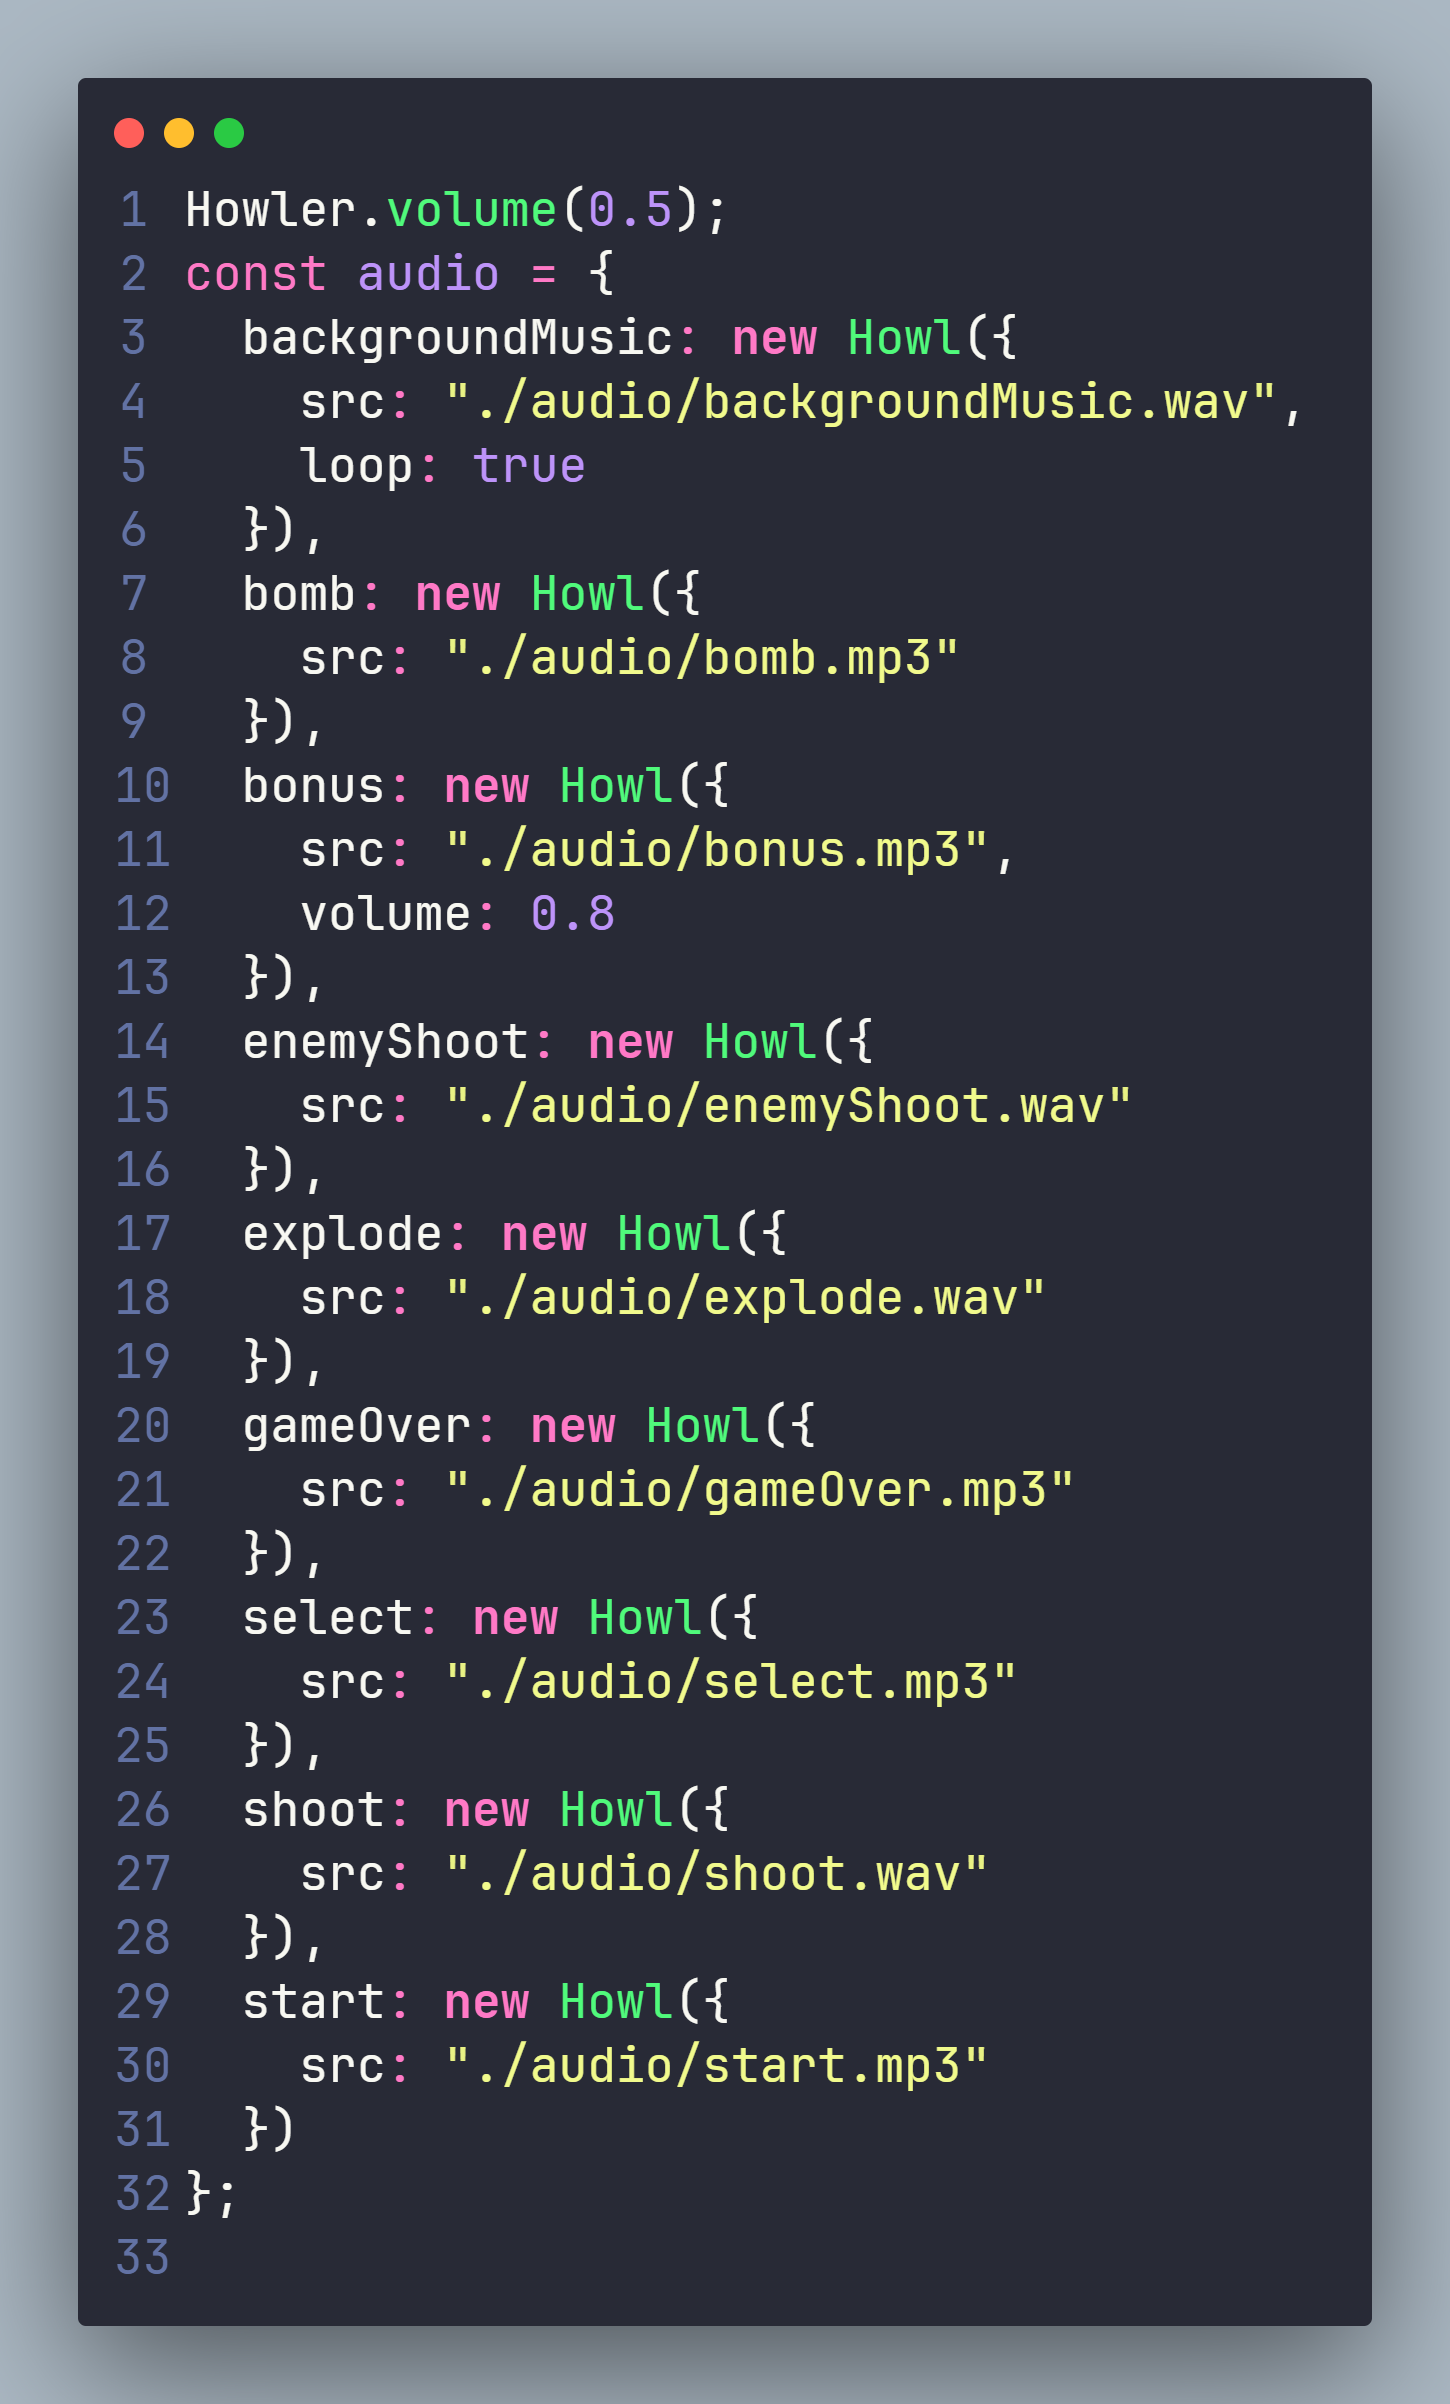 1 Howler.volume(0.5);
2 const audio = {
3   backgroundMusic: new Howl({
4     src: "./audio/backgroundMusic.wav",
5     loop: true
6   }),
7   bomb: new Howl({
8     src: "./audio/bomb.mp3"
9   }),
10   bonus: new Howl({
11     src: "./audio/bonus.mp3",
12     volume: 0.8
13   }),
14   enemyShoot: new Howl({
15     src: "./audio/enemyShoot.wav"
16   }),
17   explode: new Howl({
18     src: "./audio/explode.wav"
19   }),
20   gameOver: new Howl({
21     src: "./audio/gameOver.mp3"
22   }),
23   select: new Howl({
24     src: "./audio/select.mp3"
25   }),
26   shoot: new Howl({
27     src: "./audio/shoot.wav"
28   }),
29   start: new Howl({
30     src: "./audio/start.mp3"
31   })
32 };
33